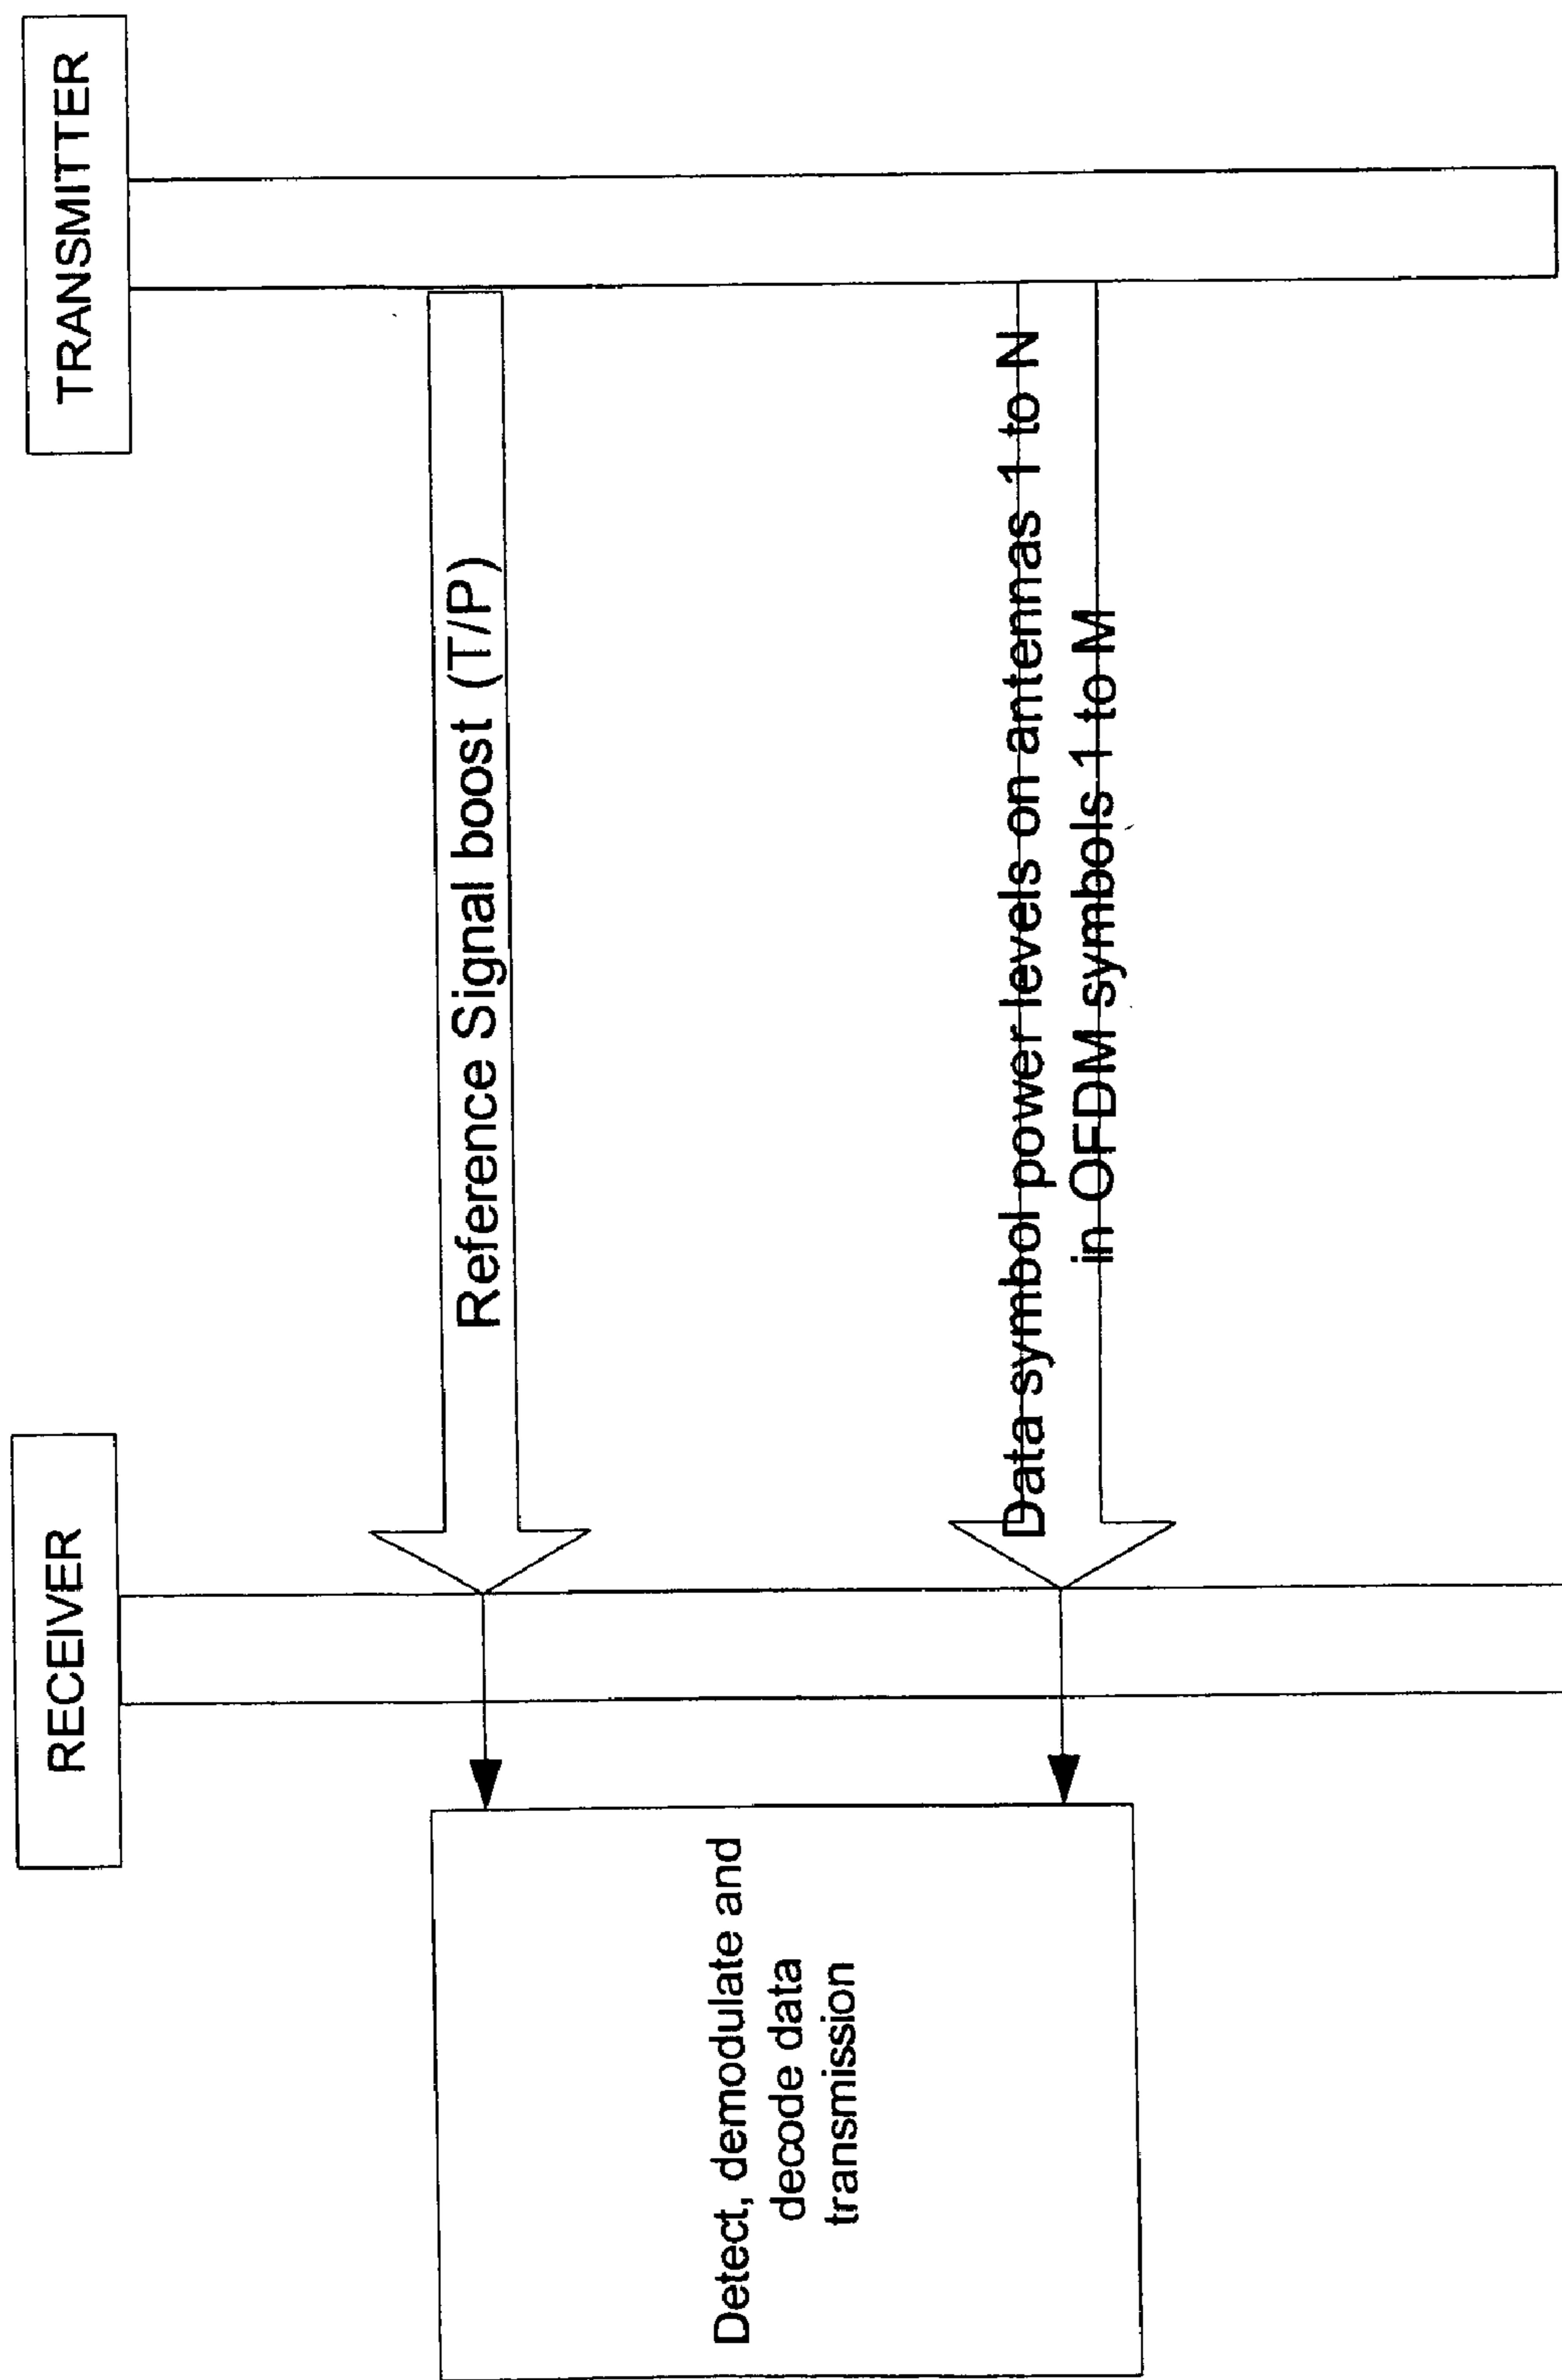 RECEIVER
TRANSMITTER
Reference Signal boost (T/P)
Data symbol power levels on antennas 1 to N
in OFDM symbols 1 to M
Detect, demodulate and
decode data
transmission